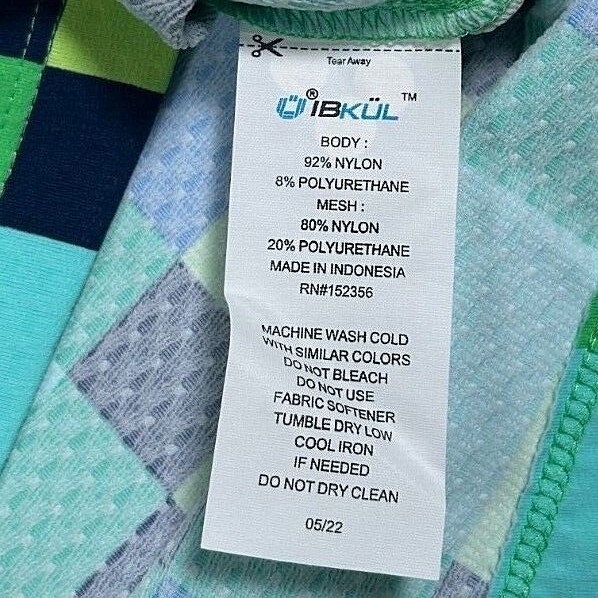 Tear Away
IBKÜL™
BODY :
92% NYLON
8% POLYURETHANE
MESH :
80% NYLON
20% POLYURETHANE
MADE IN INDONESIA
RN#152356
MACHINE WASH COLD
WITH SIMILAR COLORS
DO NOT BLEACH
DO NOT USE
FABRIC SOFTENER
TUMBLE DRY LOW
COOL IRON
IF NEEDED
DO NOT DRY CLEAN
05/22